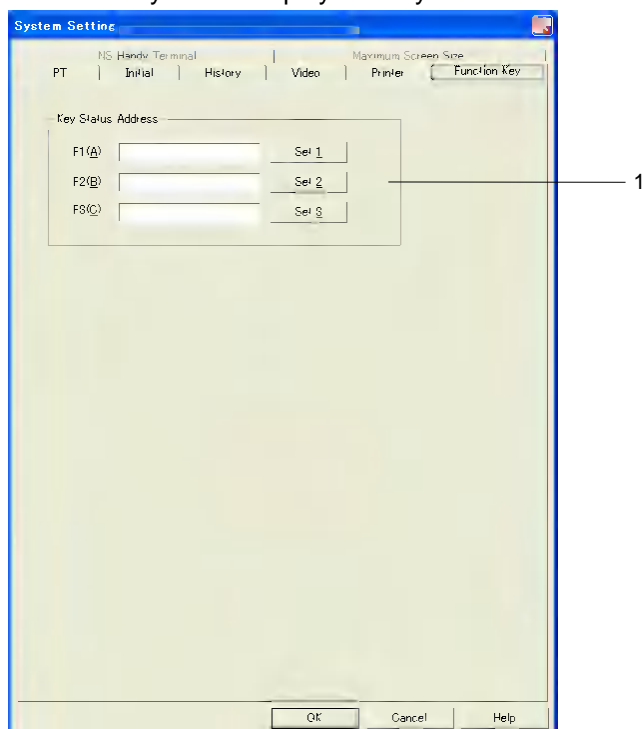 System Setting
NS Handy Terminal Maximum Screen Size
PT Initial History Video Printer Function Key
Key Status Address
F1(A) Set 1
F2(B) Set 2
1
F3(C) Set 3
OK Cancel Help